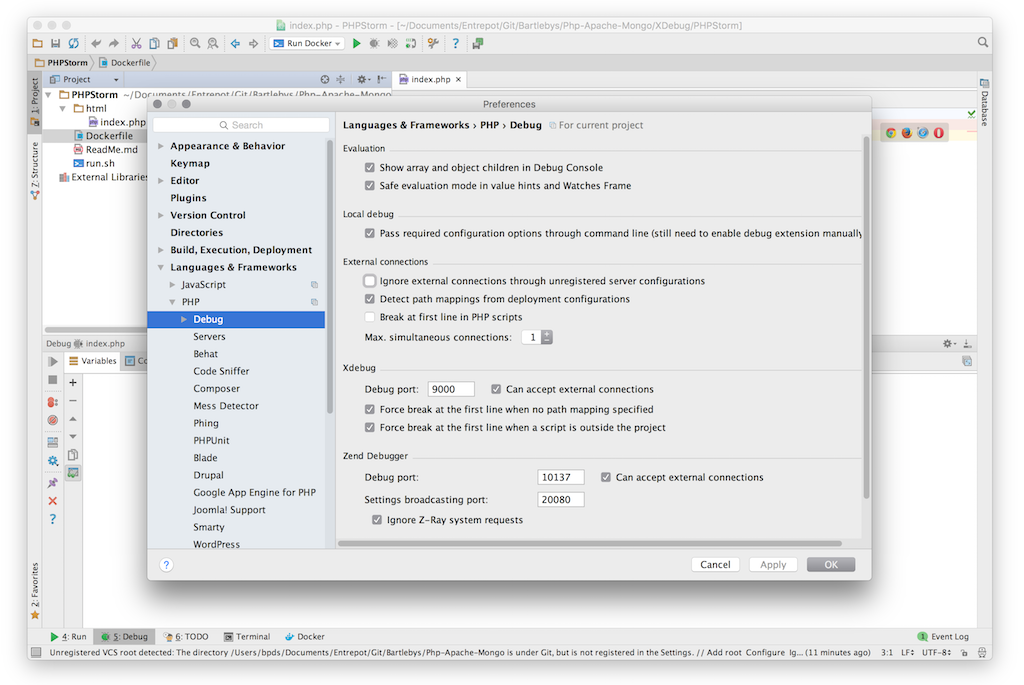 index.php - PHPStorm - [~/Documents/Entrepot/Git/Bartlebys/Php-Apache-Mongo/XDebug/PHPStorm]
Run Docker
PHPStorm
Dockerfile
Project
index.php
1: Project
Z: Structure
2: Favorites
Database
PHPStorm ~/Documents/Entrepot/Git/Bartlebys/Php-Apache-Mongo
html
index.php
Dockerfile
ReadMe.md
run.sh
External Libraries
Preferences
Search
Appearance & Behavior
Keymap
Editor
Plugins
Version Control
Directories
Build, Execution, Deployment
Languages & Frameworks
JavaScript
PHP
Debug
Servers
Behat
Code Sniffer
Composer
Mess Detector
Phing
PHPUnit
Blade
Drupal
Google App Engine for PHP
Joomla! Support
Smarty
WordPress
Languages & Frameworks › PHP › Debug For current project
Evaluation
Show array and object children in Debug Console
Safe evaluation mode in value hints and Watches Frame
Local debug
Pass required configuration options through command line (still need to enable debug extension manually
External connections
Ignore external connections through unregistered server configurations
Detect path mappings from deployment configurations
Break at first line in PHP scripts
Max. simultaneous connections: 1
Xdebug
Debug port: 9000 Can accept external connections
Force break at the first line when no path mapping specified
Force break at the first line when a script is outside the project
Zend Debugger
Debug port: 10137 Can accept external connections
Settings broadcasting port: 20080
Ignore Z-Ray system requests
? Cancel Apply OK
Debug index.php
Variables Co
4: Run 5: Debug 6: TODO Terminal Docker 1 Event Log
Unregistered VCS root detected: The directory /Users/bpds/Documents/Entrepot/Git/Bartlebys/Php-Apache-Mongo is under Git, but is not registered in the Settings. // Add root Configure Ig... (11 minutes ago) 3:1 LF UTF-8